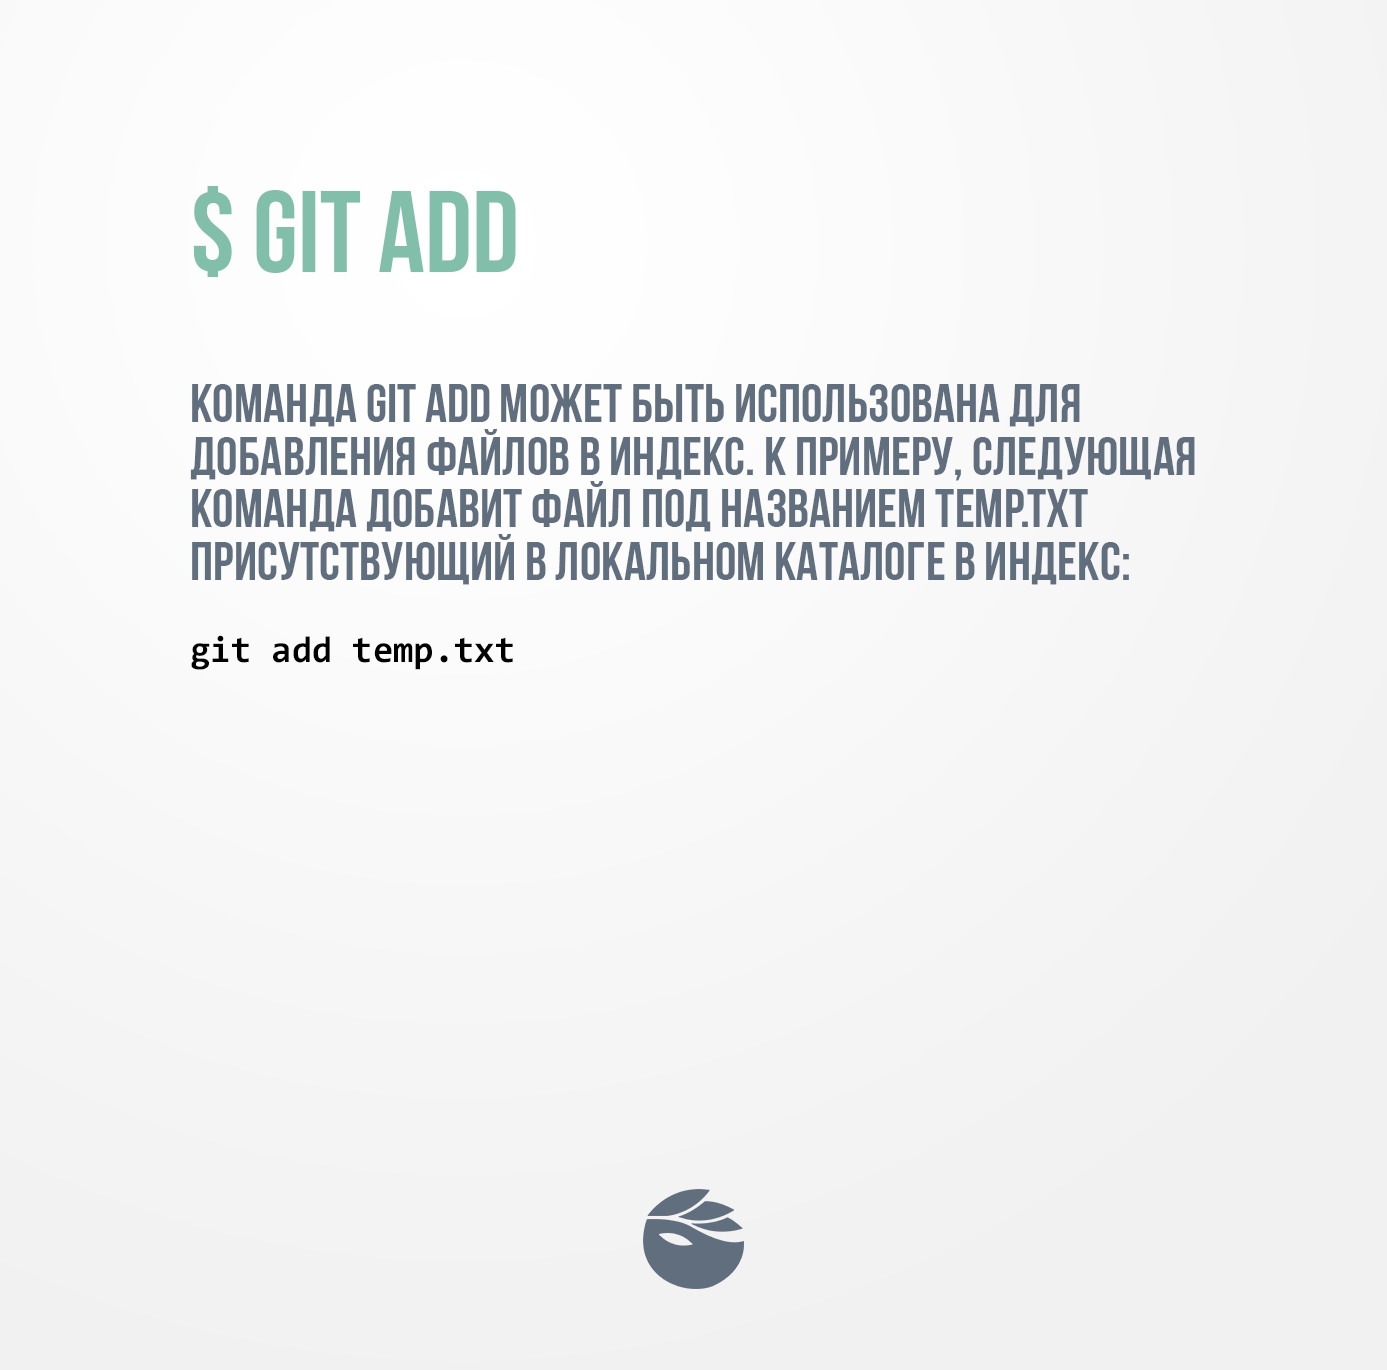 $ GIT ADD
КОМАНДА GIT ADD МОЖЕТ БЫТЬ ИСПОЛЬЗОВАНА ДЛЯ
ДОБАВЛЕНИЯ ФАЙЛОВ В ИНДЕКС. К ПРИМЕРУ, СЛЕДУЮЩАЯ
КОМАНДА ДОБАВИТ ФАЙЛ ПОД НАЗВАНИЕМ TEMP.TXT
ПРИСУТСТВУЮЩИЙ В ЛОКАЛЬНОМ КАТАЛОГЕ В ИНДЕКС:
git add temp.txt